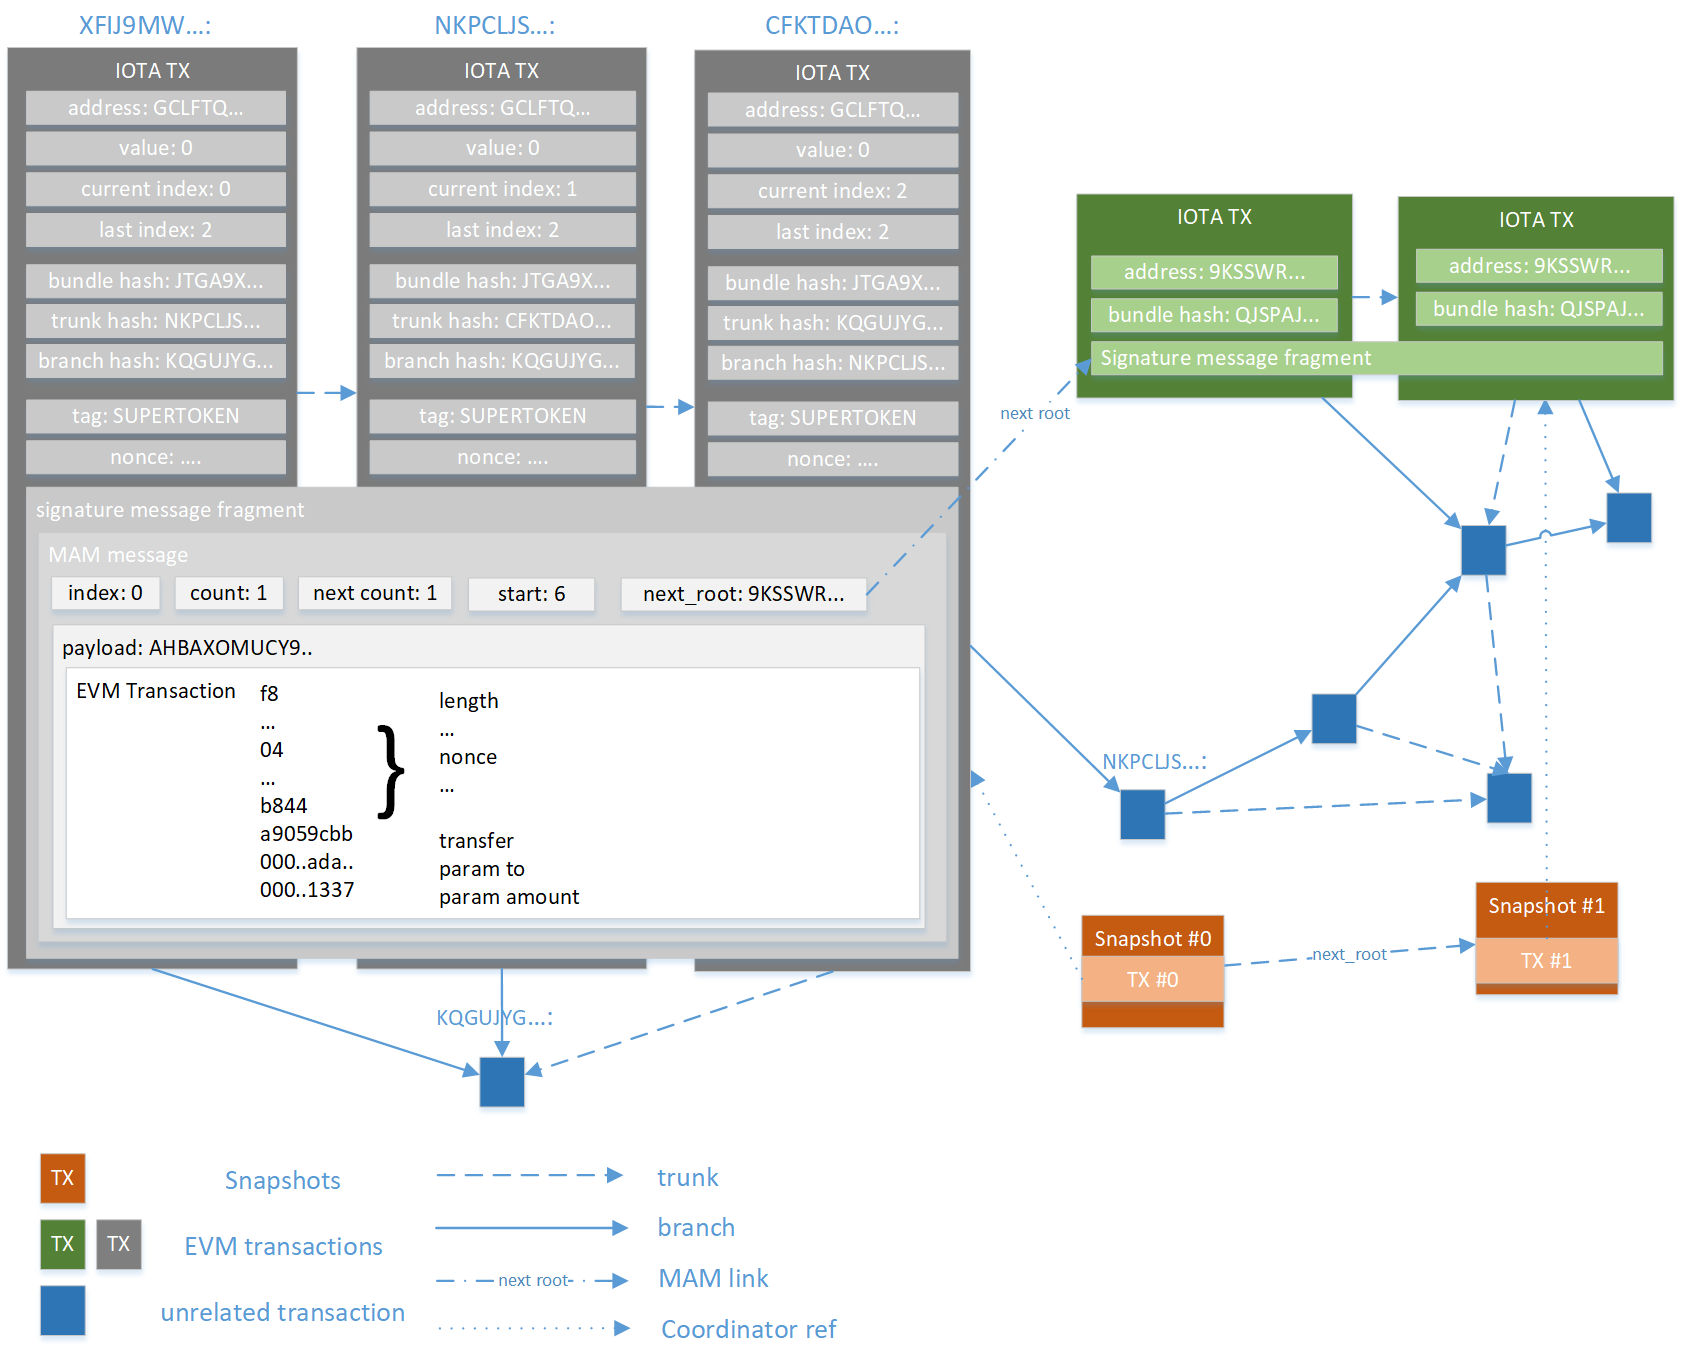 XFIJ9MW...:
IOTA TX
address: GCLFTQ...
value: 0
current index: 0
last index: 2
bundle hash: JTGA9X...
trunk hash: NKPCLJS...
branch hash: KQGUJYG...
tag: SUPERTOKEN
nonce: ....
NKPCLJS...:
IOTA TX
address: GCLFTQ...
value: 0
current index: 1
last index: 2
bundle hash: JTGA9X...
trunk hash: CFKTDAO...
branch hash: KQGUJYG...
tag: SUPERTOKEN
nonce: ....
CFKTDAO...:
IOTA TX
address: GCLFTQ...
value: 0
current index: 2
last index: 2
bundle hash: JTGA9X...
trunk hash: KQGUJYG...
branch hash: NKPCLJS...
tag: SUPERTOKEN
nonce: ....
signature message fragment
MAM message
index: 0
count: 1
next count: 1
start: 6
next_root: 9KSSWR...
payload: AHBAXOMUCY9..
EVM Transaction
f8
...
04
...
b844
a9059cbb
000..ada..
000..1337
}
length
...
nonce
...
transfer
param to
param amount
next root
IOTA TX
address: 9KSSWR...
bundle hash: QJSPAJ...
IOTA TX
address: 9KSSWR...
bundle hash: QJSPAJ...
Signature message fragment
NKPCLJS...:
KQGUJYG...:
Snapshot #0
TX #0
next_root
Snapshot #1
TX #1
TX
Snapshots
TX
TX
EVM transactions
unrelated transaction
trunk
branch
next root
MAM link
Coordinator ref